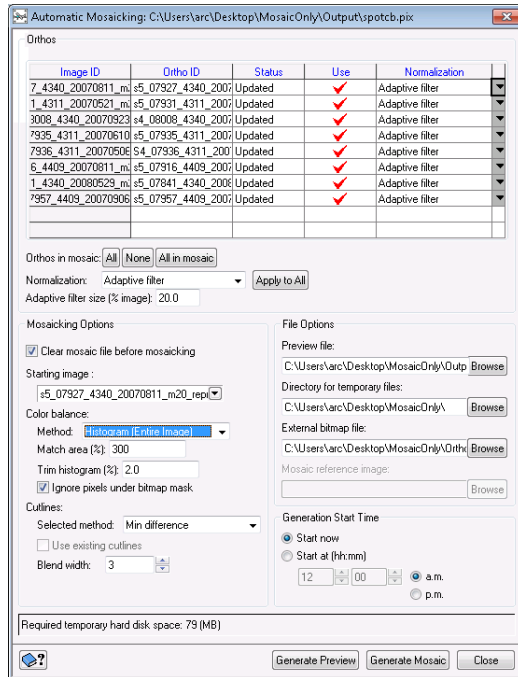 Automatic Mosaicking: C:\Users\arc\Desktop\MosaicOnly\Output\spotcb.pix
Orthos
Image ID Ortho ID Status Use Normalization
7_4340_20070811_m2 s5_07927_4340_2007 Updated Adaptive filter
1_4311_20070521_m2 s5_07931_4311_2007 Updated Adaptive filter
8008_4340_20070923 s4_08008_4340_2007 Updated Adaptive filter
7935_4311_20070610 s5_07935_4311_2007 Updated Adaptive filter
7936_4311_20070506 S4_07936_4311_2007 Updated Adaptive filter
6_4409_20070811_m2 s5_07916_4409_2007 Updated Adaptive filter
1_4340_20080529_m2 s5_07841_4340_2008 Updated Adaptive filter
7957_4409_20070906 s5_07957_4409_2007 Updated Adaptive filter
Orthos in mosaic: All None All in mosaic
Normalization: Adaptive filter Apply to All
Adaptive filter size (% image): 20.0
Mosaicking Options
Clear mosaic file before mosaicking
Starting image :
s5_07927_4340_20070811_m20_repr
Color balance:
Method: Histogram (Entire Image)
Match area (%): 300
Trim histogram (%): 2.0
Ignore pixels under bitmap mask
Cutlines:
Selected method: Min difference
Use existing cutlines
Blend width: 3
File Options
Preview file:
C:\Users\arc\Desktop\MosaicOnly\Outp Browse
Directory for temporary files:
C:\Users\arc\Desktop\MosaicOnly\ Browse
External bitmap file:
C:\Users\arc\Desktop\MosaicOnly\Ortho Browse
Mosaic reference image:
Browse
Generation Start Time
Start now
Start at (hh:mm)
12 00 a.m.
p.m.
Required temporary hard disk space: 79 (MB)
Generate Preview Generate Mosaic Close